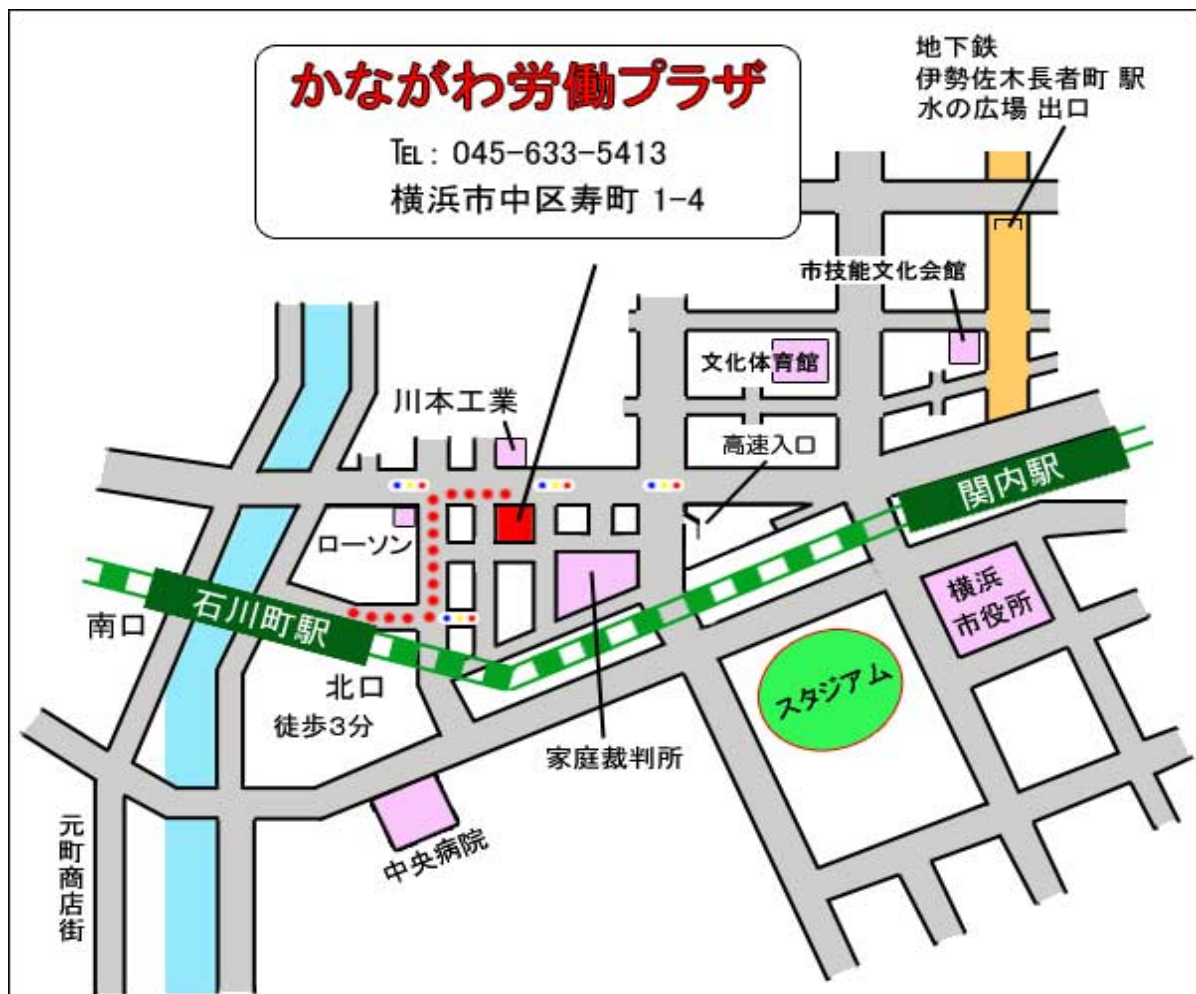 かながわ労働プラザ
℡: 045-633-5413
横浜市中区寿町 1-4
地下鉄
伊勢佐木長者町 駅
水の広場 出口
市技能文化会館
文化体育館
川本工業
高速入口
関内駅
ローソン
石川町駅
南口
北口
徒歩3分
横浜
市役所
スタジアム
家庭裁判所
中央病院
元町商店街